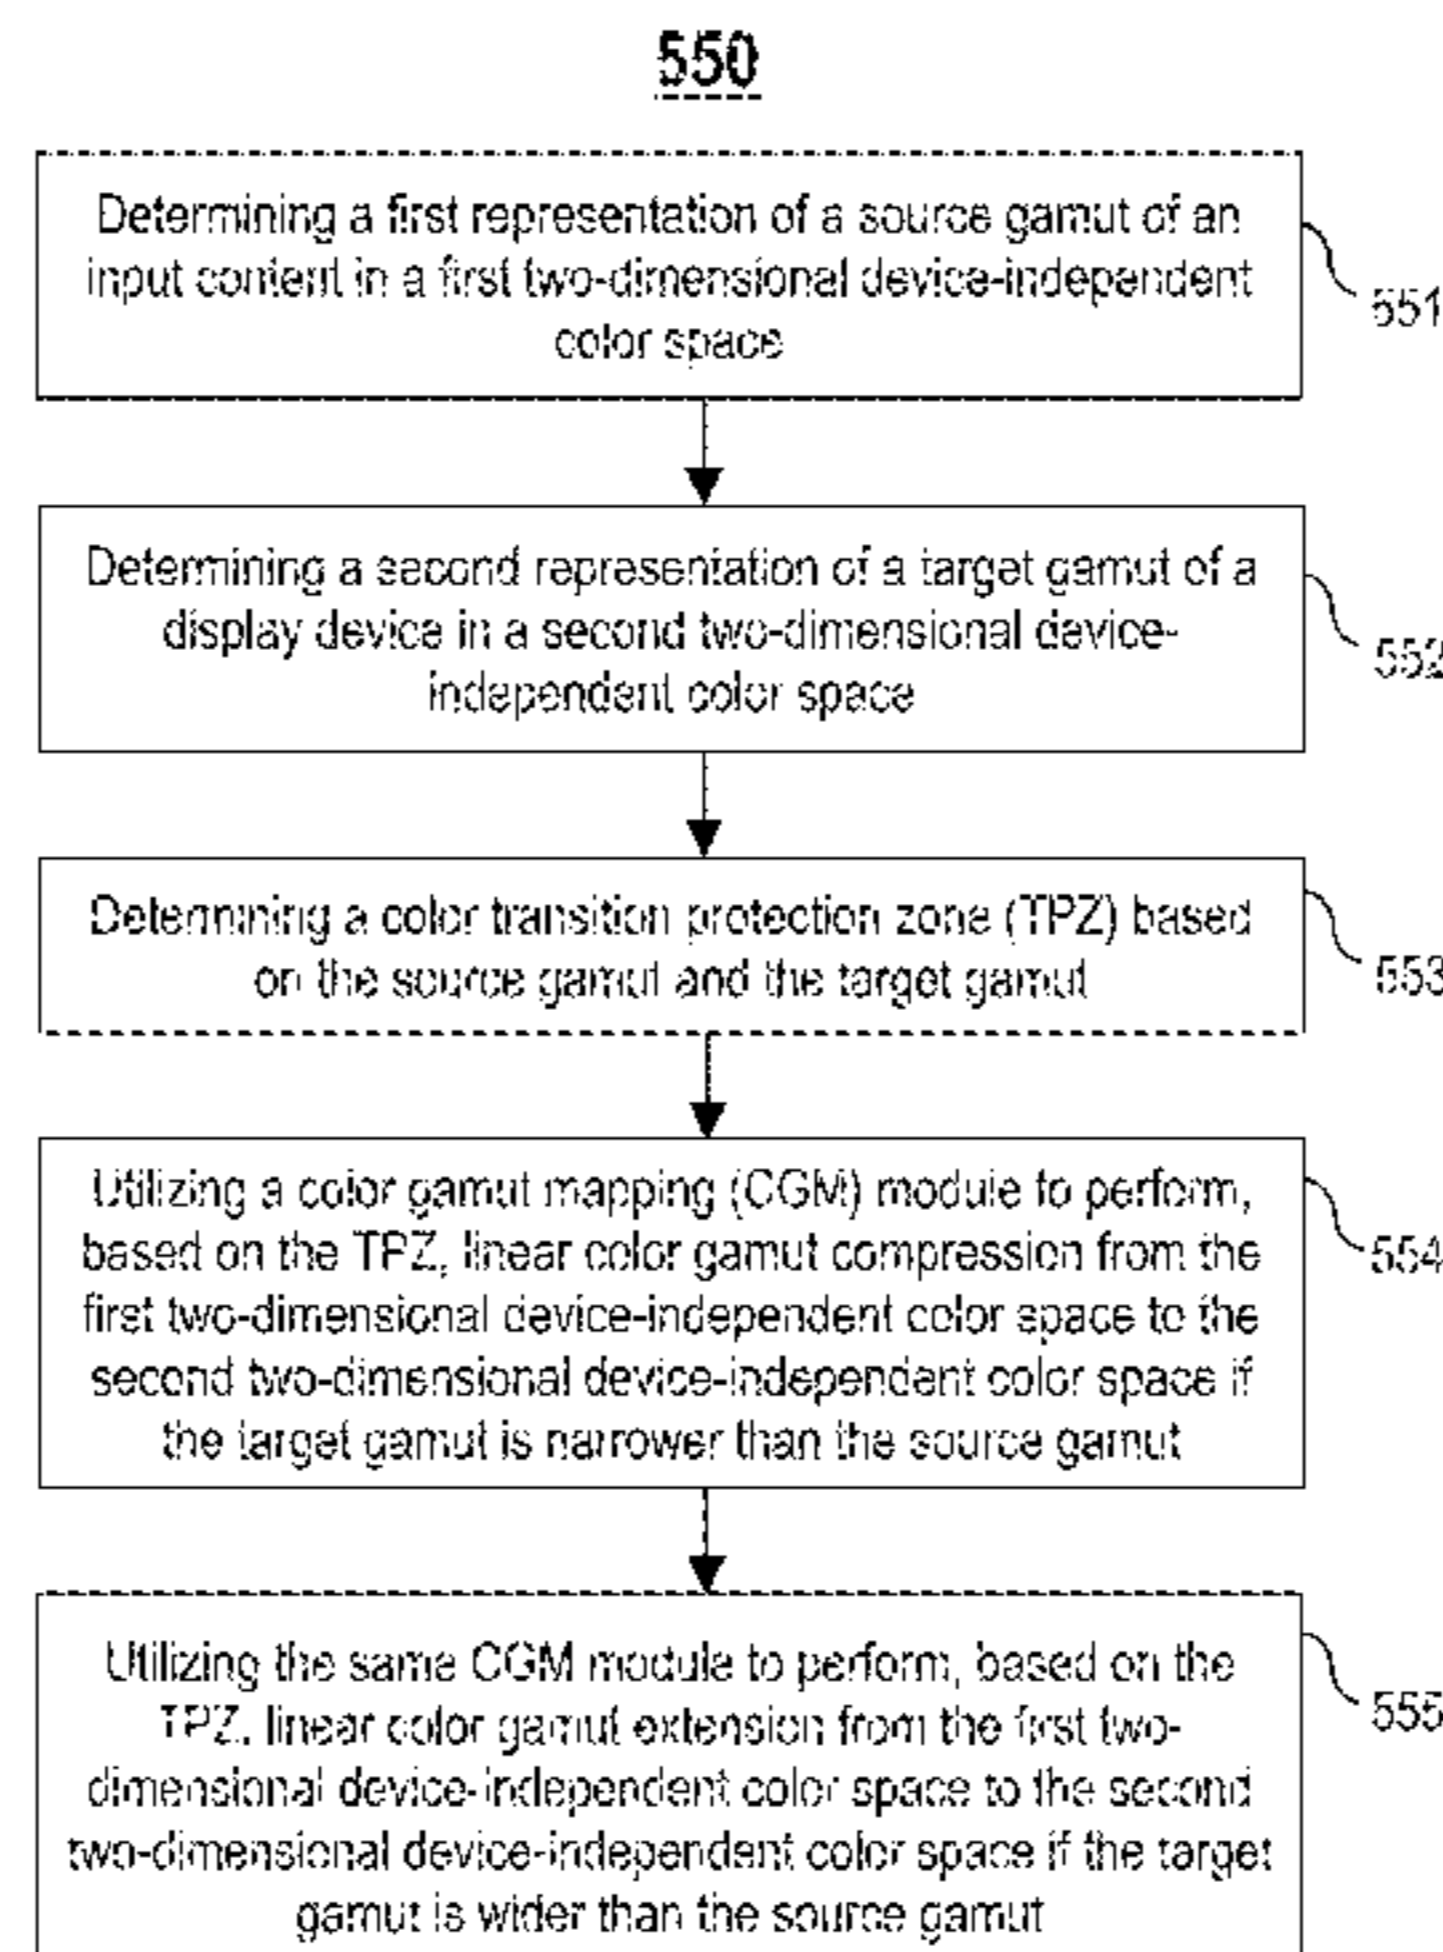 550
Determining a first representation of a source gamut of an
input content in a first two-dimensional device-independent
color space
551
Determining a second representation of a target gamut of a
display device in a second two-dimensional device-
independent color space
552
Determining a color transition protection zone (TPZ) based
on the source gamut and the target gamut
553
Utilizing a color gamut mapping (CGM) module to perform,
based on the TPZ, linear color gamut compression from the
first two-dimensional device-independent color space to the
second two-dimensional device-independent color space if
the target gamut is narrower than the source gamut
554
Utilizing the same CGM module to perform, based on the
TPZ, linear color gamut extension from the first two-
dimensional device-independent color space to the second
two-dimensional device-independent color space if the target
gamut is wider than the source gamut
555